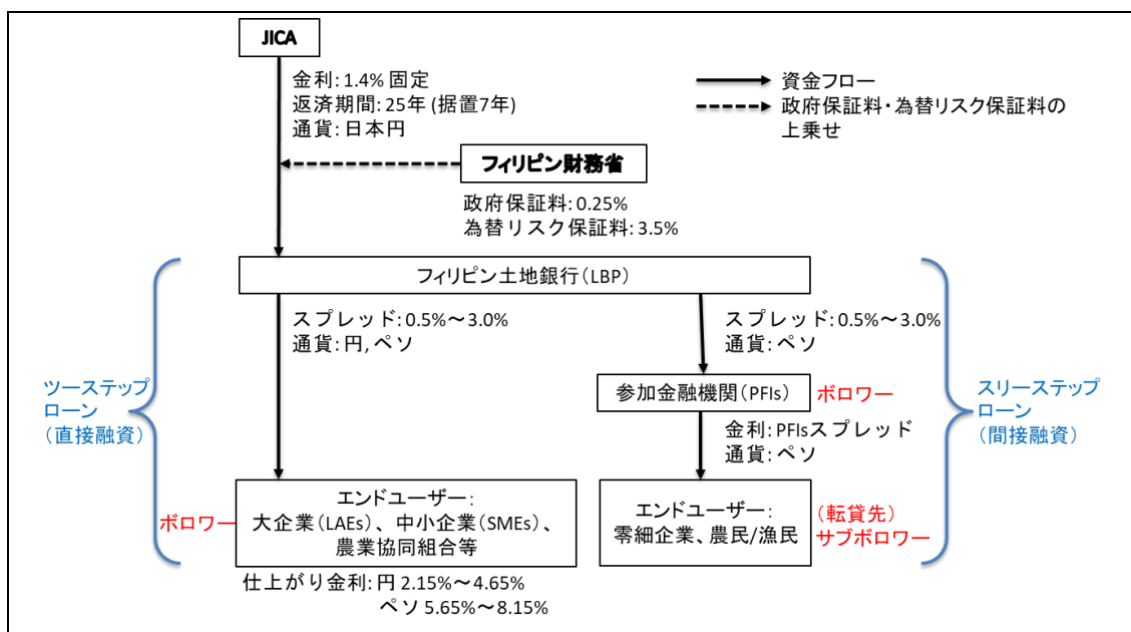 JICA
金利: 1.4% 固定
返済期間: 25年 (据置7年)
通貨: 日本円
資金フロー
政府保証料・為替リスク保証料の
上乗せ
フィリピン財務省
政府保証料: 0.25%
為替リスク保証料: 3.5%
フィリピン土地銀行(LBP)
スプレッド: 0.5%〜3.0%
通貨: 円, ペソ
スプレッド: 0.5%〜3.0%
通貨: ペソ
ツーステップ
ローン
(直接融資)
参加金融機関(PFIs)
ボロワー
金利: PFIsスプレッド
通貨: ペソ
スリーステップ
ローン
(間接融資)
ボロワー
エンドユーザー:
大企業(LAEs)、中小企業(SMEs)、
農業協同組合等
エンドユーザー:
零細企業、農民/漁民
(転貸先)
サブボロワー
仕上がり金利: 円 2.15%〜4.65%
ペソ 5.65%〜8.15%